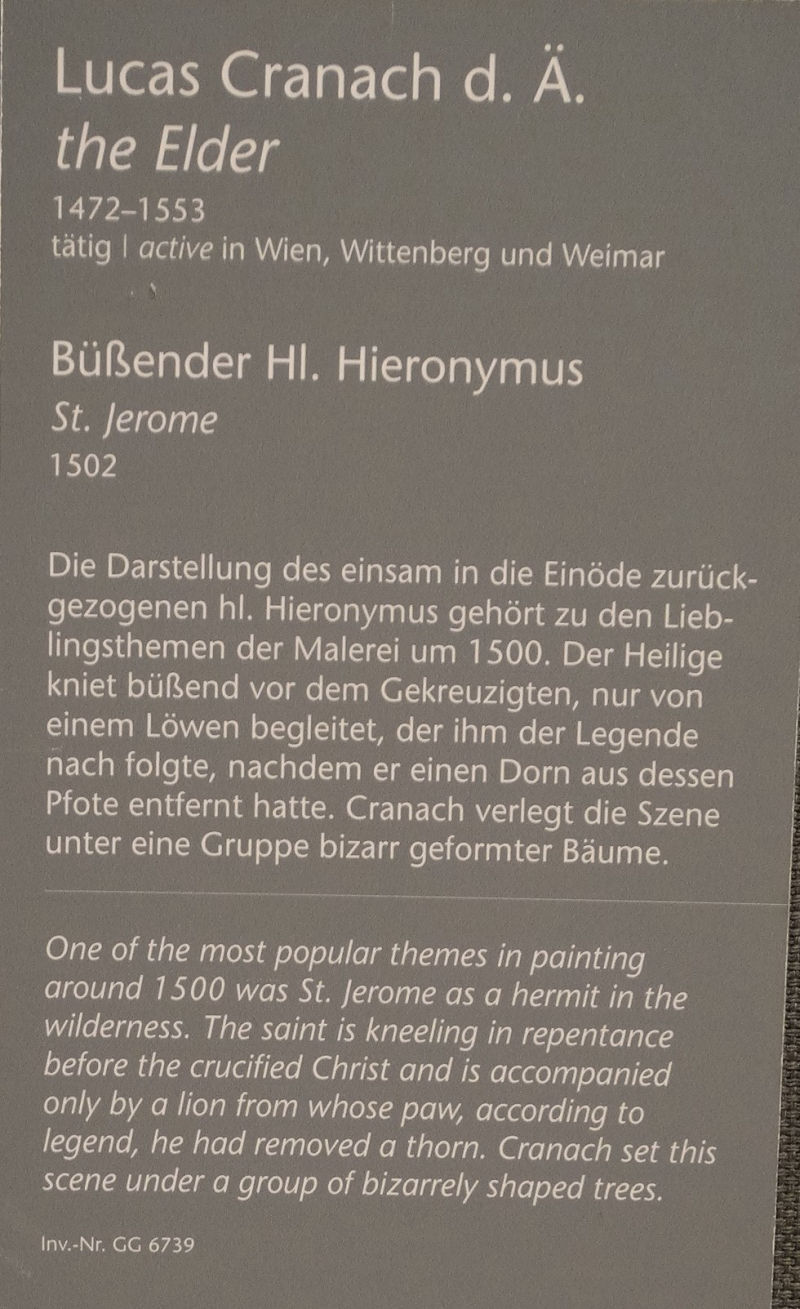 Lucas Cranach d. Ä.
the Elder
1472–1553
tätig | active in Wien, Wittenberg und Weimar
Büßender Hl. Hieronymus
St. Jerome
1502
Die Darstellung des einsam in die Einöde zurück-
gezogenen hl. Hieronymus gehört zu den Lieb-
lingsthemen der Malerei um 1500. Der Heilige
kniet büßend vor dem Gekreuzigten, nur von
einem Löwen begleitet, der ihm der Legende
nach folgte, nachdem er einen Dorn aus dessen
Pfote entfernt hatte. Cranach verlegt die Szene
unter eine Gruppe bizarr geformter Bäume.
One of the most popular themes in painting
around 1500 was St. Jerome as a hermit in the
wilderness. The saint is kneeling in repentance
before the crucified Christ and is accompanied
only by a lion from whose paw, according to
legend, he had removed a thorn. Cranach set this
scene under a group of bizarrely shaped trees.
Inv.-Nr. GG 6739